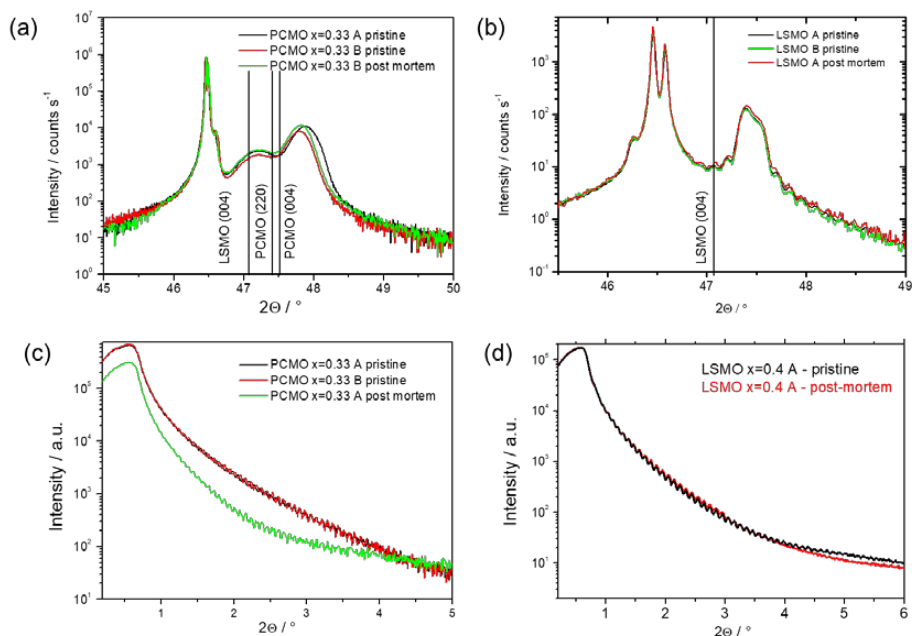 (a)
PCMO x=0.33 A pristine
PCMO x=0.33 B pristine
PCMO x=0.33 B post mortem
LSMO (004)
PCMO (220)
PCMO (004)
Intensity / counts s⁻¹
10⁷
10⁶
10⁵
10⁴
10³
10²
10¹
10⁰
45 46 47 48 49 50
2Θ / °
(b)
LSMO A pristine
LSMO B pristine
LSMO A post mortem
LSMO (004)
Intensity / counts s⁻¹
10³
10²
10¹
10⁰
10⁻¹
46 47 48 49
2Θ / °
(c)
PCMO x=0.33 A pristine
PCMO x=0.33 B pristine
PCMO x=0.33 A post mortem
Intensity / a.u.
10⁵
10⁴
10³
10²
10¹
1 2 3 4 5
2Θ / °
(d)
LSMO x=0.4 A - pristine
LSMO x=0.4 A - post-mortem
Intensity / a.u.
10⁵
10⁴
10³
10²
10¹
1 2 3 4 5 6
2Θ / °